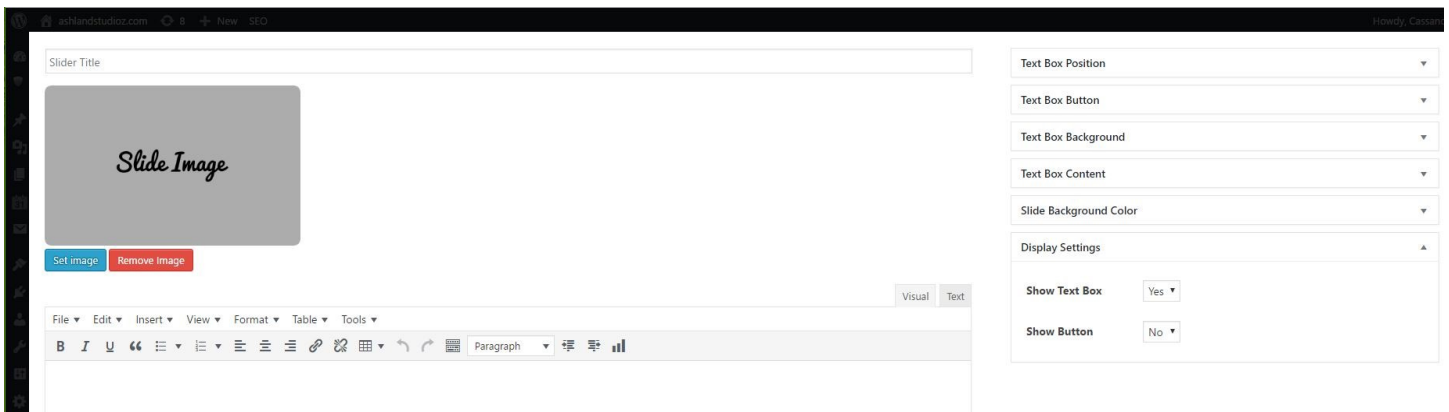 ashlandstudioz.com 8 New SEO Howdy, Cassand
Slider Title
Slide Image
Set image Remove Image
Visual Text
File Edit Insert View Format Table Tools
B I U Paragraph
Text Box Position
Text Box Button
Text Box Background
Text Box Content
Slide Background Color
Display Settings
Show Text Box Yes
Show Button No